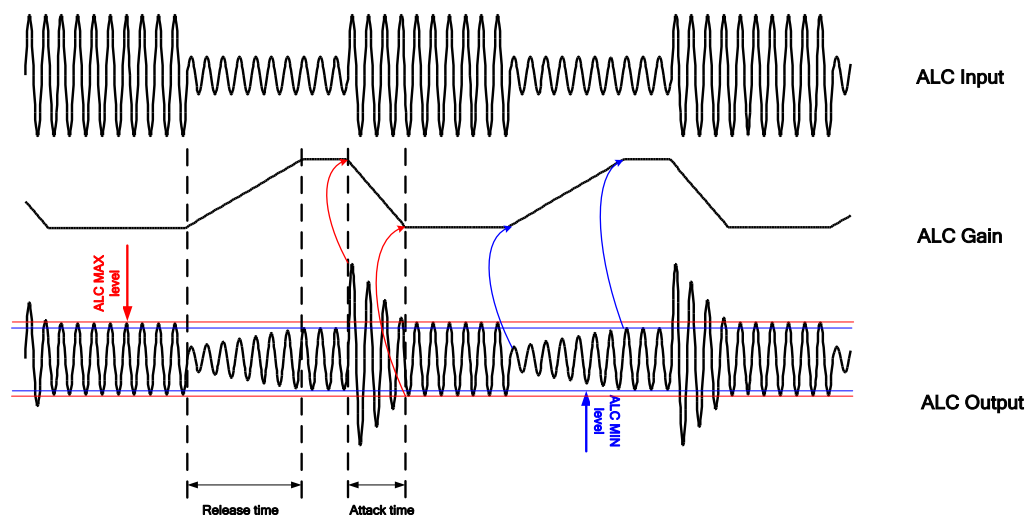 ALC Input
ALC Gain
ALC MAX
level
ALC Output
ALC MIN
level
Release time
Attack time